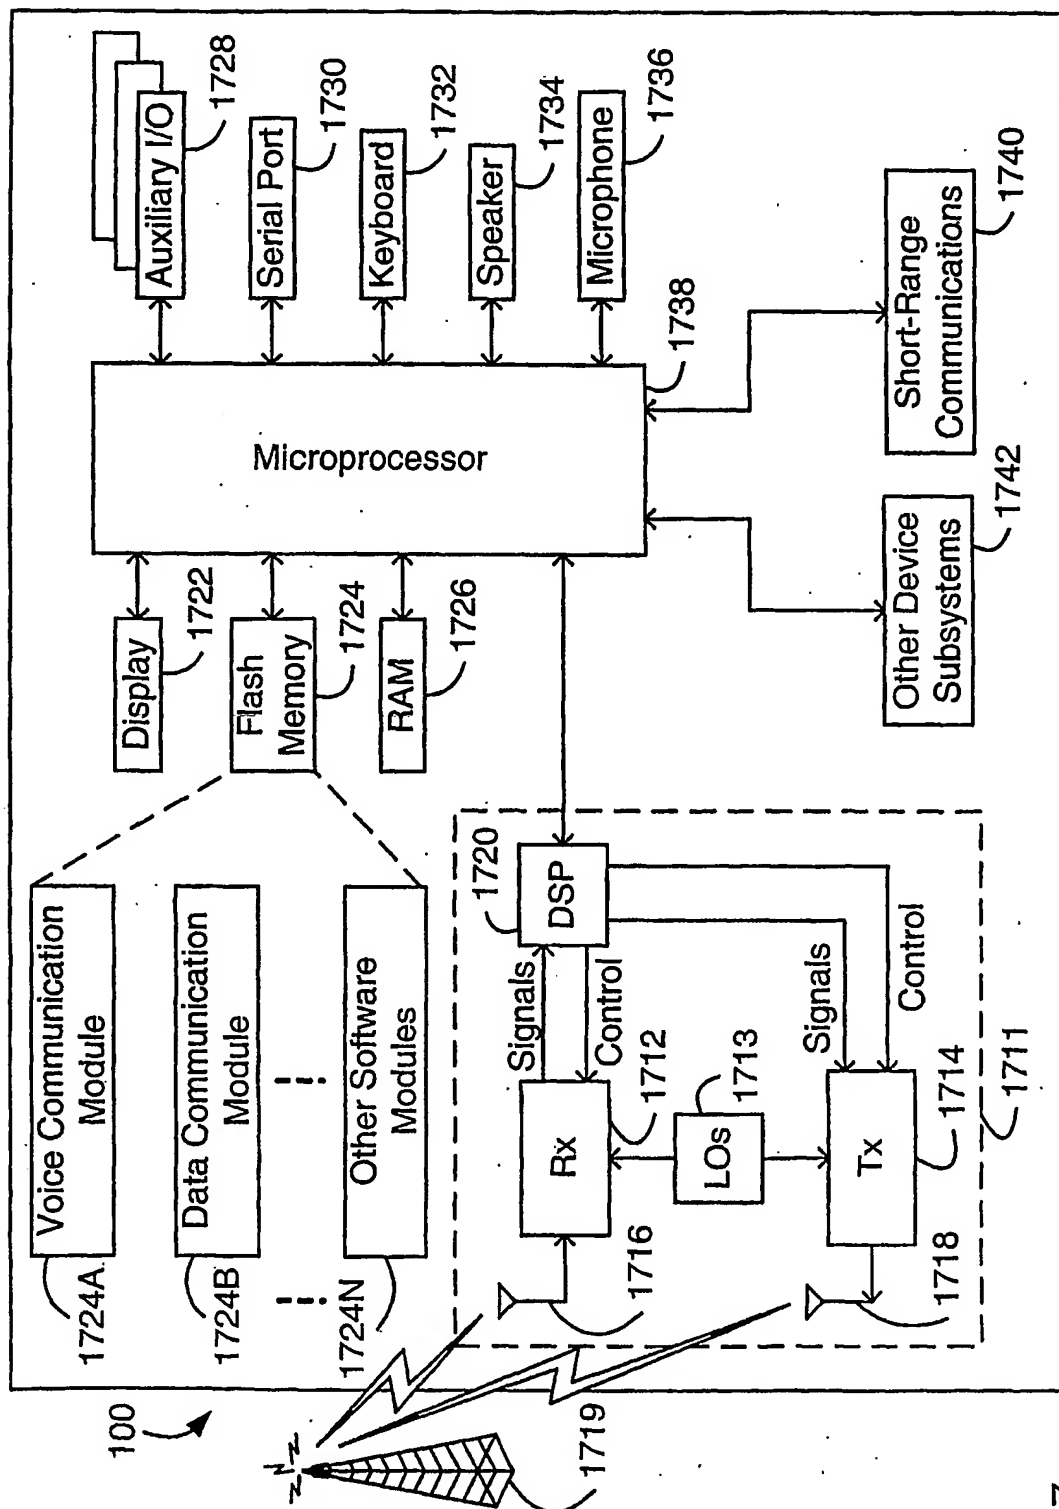 100
1719
1724A
Voice Communication
Module
1724B
Data Communication
Module
1724N
Other Software
Modules
Display
1722
Flash
Memory
1724
RAM
1726
Microprocessor
1738
Auxiliary I/O
1728
Serial Port
1730
Keyboard
1732
Speaker
1734
Microphone
1736
Short-Range
Communications
1740
Other Device
Subsystems
1742
1716
Rx
1712
Signals
Control
DSP
1720
LOs
1713
Signals
Control
Tx
1714
1718
1711